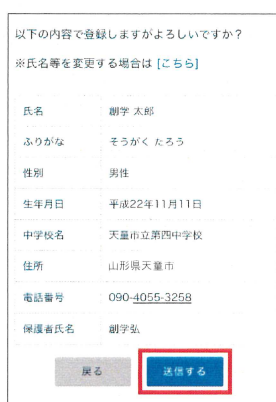 以下の内容で登録しますがよろしいですか？
※氏名等を変更する場合は [こちら]
氏名 創学 太郎
ふりがな そうがく たろう
性別 男性
生年月日 平成22年11月11日
中学校名 天童市立第四中学校
住所 山形県天童市
電話番号 090-4055-3258
保護者氏名 創学弘
戻る 送信する